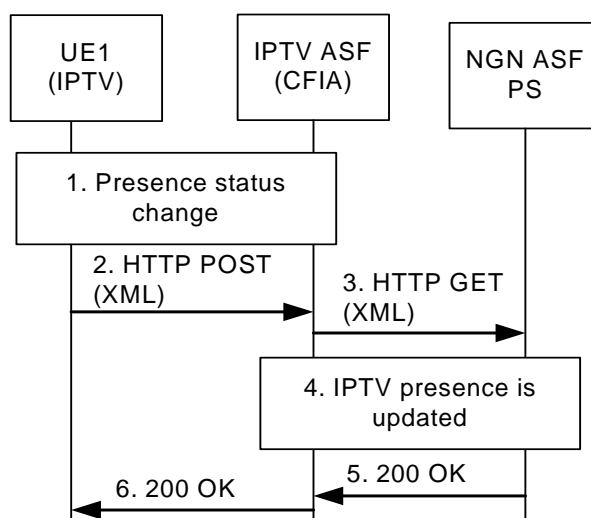 UE1
(IPTV)
IPTV ASF
(CFIA)
NGN ASF
PS
1. Presence status
change
2. HTTP POST
(XML)
3. HTTP GET
(XML)
4. IPTV presence is
updated
5. 200 OK
6. 200 OK